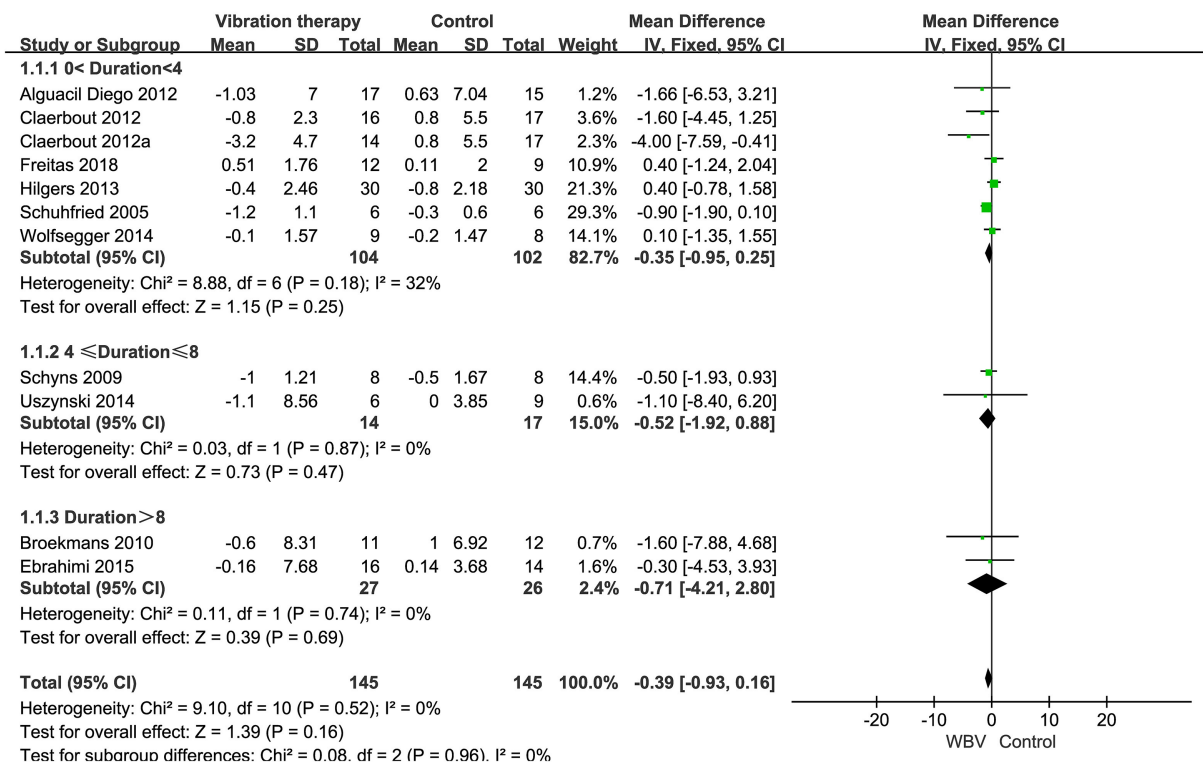 Vibration therapy Control Mean Difference Mean Difference
Study or Subgroup Mean SD Total Mean SD Total Weight IV, Fixed, 95% CI IV, Fixed, 95% CI
1.1.1 0< Duration<4
Alguacil Diego 2012 -1.03 7 17 0.63 7.04 15 1.2% -1.66 [-6.53, 3.21]
Claerbout 2012 -0.8 2.3 16 0.8 5.5 17 3.6% -1.60 [-4.45, 1.25]
Claerbout 2012a -3.2 4.7 14 0.8 5.5 17 2.3% -4.00 [-7.59, -0.41]
Freitas 2018 0.51 1.76 12 0.11 2 9 10.9% 0.40 [-1.24, 2.04]
Hilgers 2013 -0.4 2.46 30 -0.8 2.18 30 21.3% 0.40 [-0.78, 1.58]
Schuhfried 2005 -1.2 1.1 6 -0.3 0.6 6 29.3% -0.90 [-1.90, 0.10]
Wolfsegger 2014 -0.1 1.57 9 -0.2 1.47 8 14.1% 0.10 [-1.35, 1.55]
Subtotal (95% CI) 104 102 82.7% -0.35 [-0.95, 0.25]
Heterogeneity: Chi² = 8.88, df = 6 (P = 0.18); I² = 32%
Test for overall effect: Z = 1.15 (P = 0.25)
1.1.2 4 ≤Duration≤8
Schyns 2009 -1 1.21 8 -0.5 1.67 8 14.4% -0.50 [-1.93, 0.93]
Uszynski 2014 -1.1 8.56 6 0 3.85 9 0.6% -1.10 [-8.40, 6.20]
Subtotal (95% CI) 14 17 15.0% -0.52 [-1.92, 0.88]
Heterogeneity: Chi² = 0.03, df = 1 (P = 0.87); I² = 0%
Test for overall effect: Z = 0.73 (P = 0.47)
1.1.3 Duration＞8
Broekmans 2010 -0.6 8.31 11 1 6.92 12 0.7% -1.60 [-7.88, 4.68]
Ebrahimi 2015 -0.16 7.68 16 0.14 3.68 14 1.6% -0.30 [-4.53, 3.93]
Subtotal (95% CI) 27 26 2.4% -0.71 [-4.21, 2.80]
Heterogeneity: Chi² = 0.11, df = 1 (P = 0.74); I² = 0%
Test for overall effect: Z = 0.39 (P = 0.69)
Total (95% CI) 145 145 100.0% -0.39 [-0.93, 0.16]
Heterogeneity: Chi² = 9.10, df = 10 (P = 0.52); I² = 0%
Test for overall effect: Z = 1.39 (P = 0.16)
Test for subgroup differences: Chi² = 0.08, df = 2 (P = 0.96), I² = 0%
-20 -10 0 10 20
WBV Control